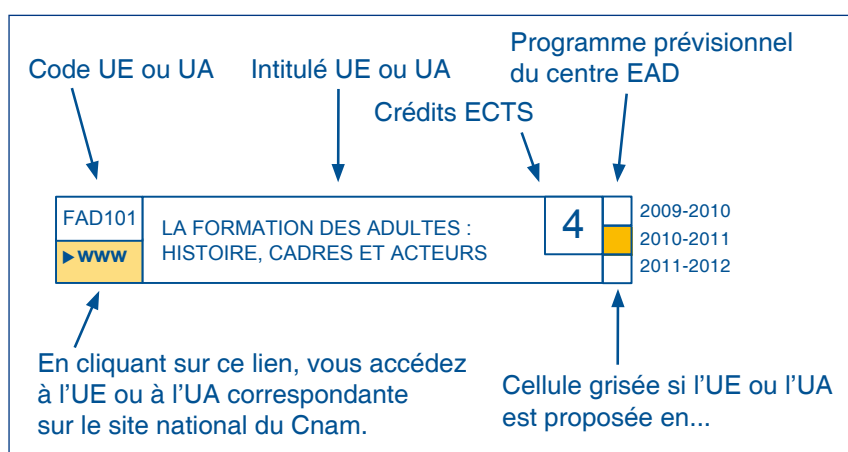 Programme prévisionnel
du centre EAD
Code UE ou UA
Intitulé UE ou UA
Crédits ECTS
FAD101
▶www
LA FORMATION DES ADULTES :
HISTOIRE, CADRES ET ACTEURS
4
2009-2010
2010-2011
2011-2012
En cliquant sur ce lien, vous accédez
à l'UE ou à l'UA correspondante
sur le site national du Cnam.
Cellule grisée si l'UE ou l'UA
est proposée en...